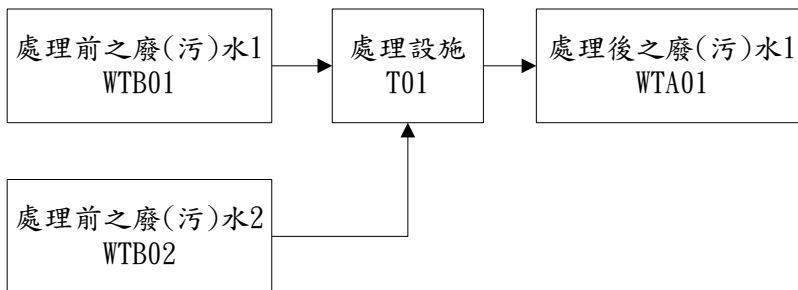 處理前之廢(污)水1
WTB01
處理設施
T01
處理後之廢(污)水1
WTA01
處理前之廢(污)水2
WTB02